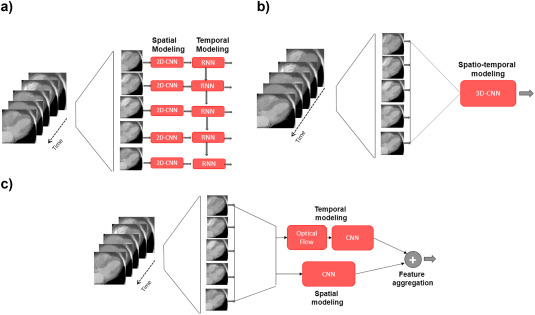 a)
Spatial Modeling
Temporal Modeling
2D-CNN
RNN
2D-CNN
RNN
2D-CNN
RNN
2D-CNN
RNN
2D-CNN
RNN
Time
b)
Spatio-temporal
modeling
3D-CNN
Time
c)
Temporal
modeling
Optical
Flow
CNN
CNN
Spatial
modeling
+
Feature
aggregation
Time